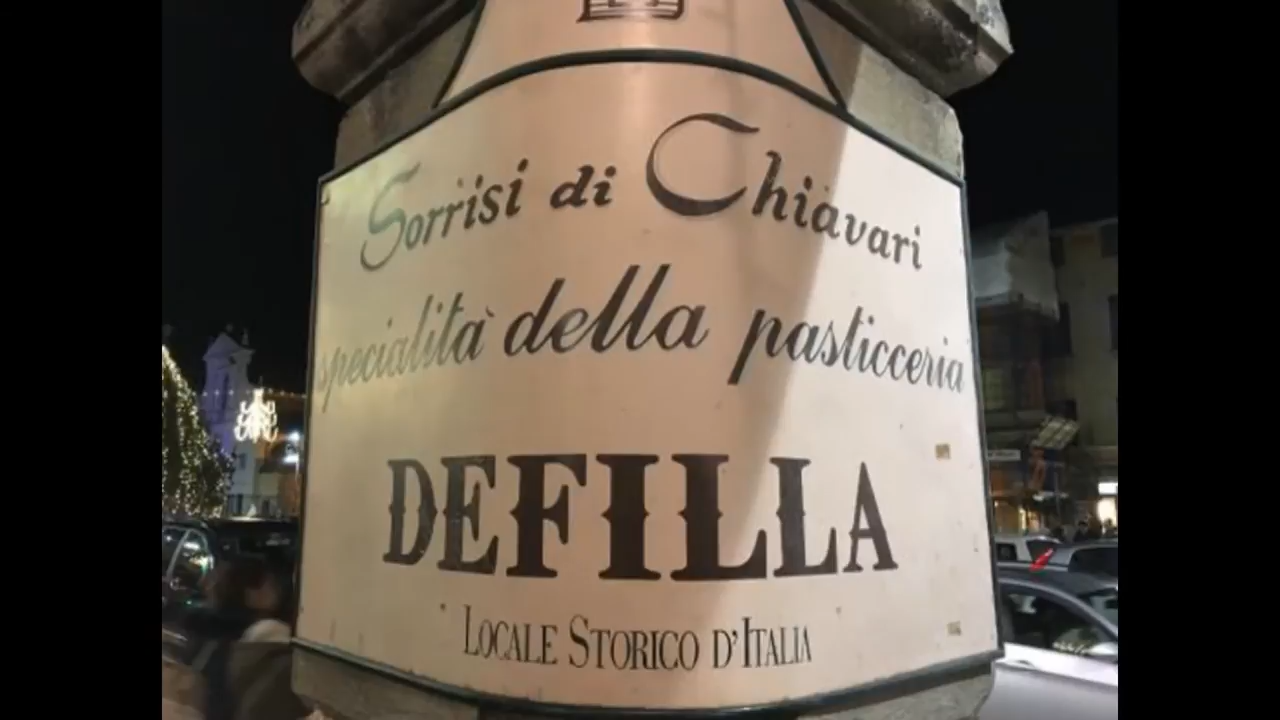 Sorrisi di Chiavari
specialità della pasticceria
DEFILLA
LOCALE STORICO D'ITALIA